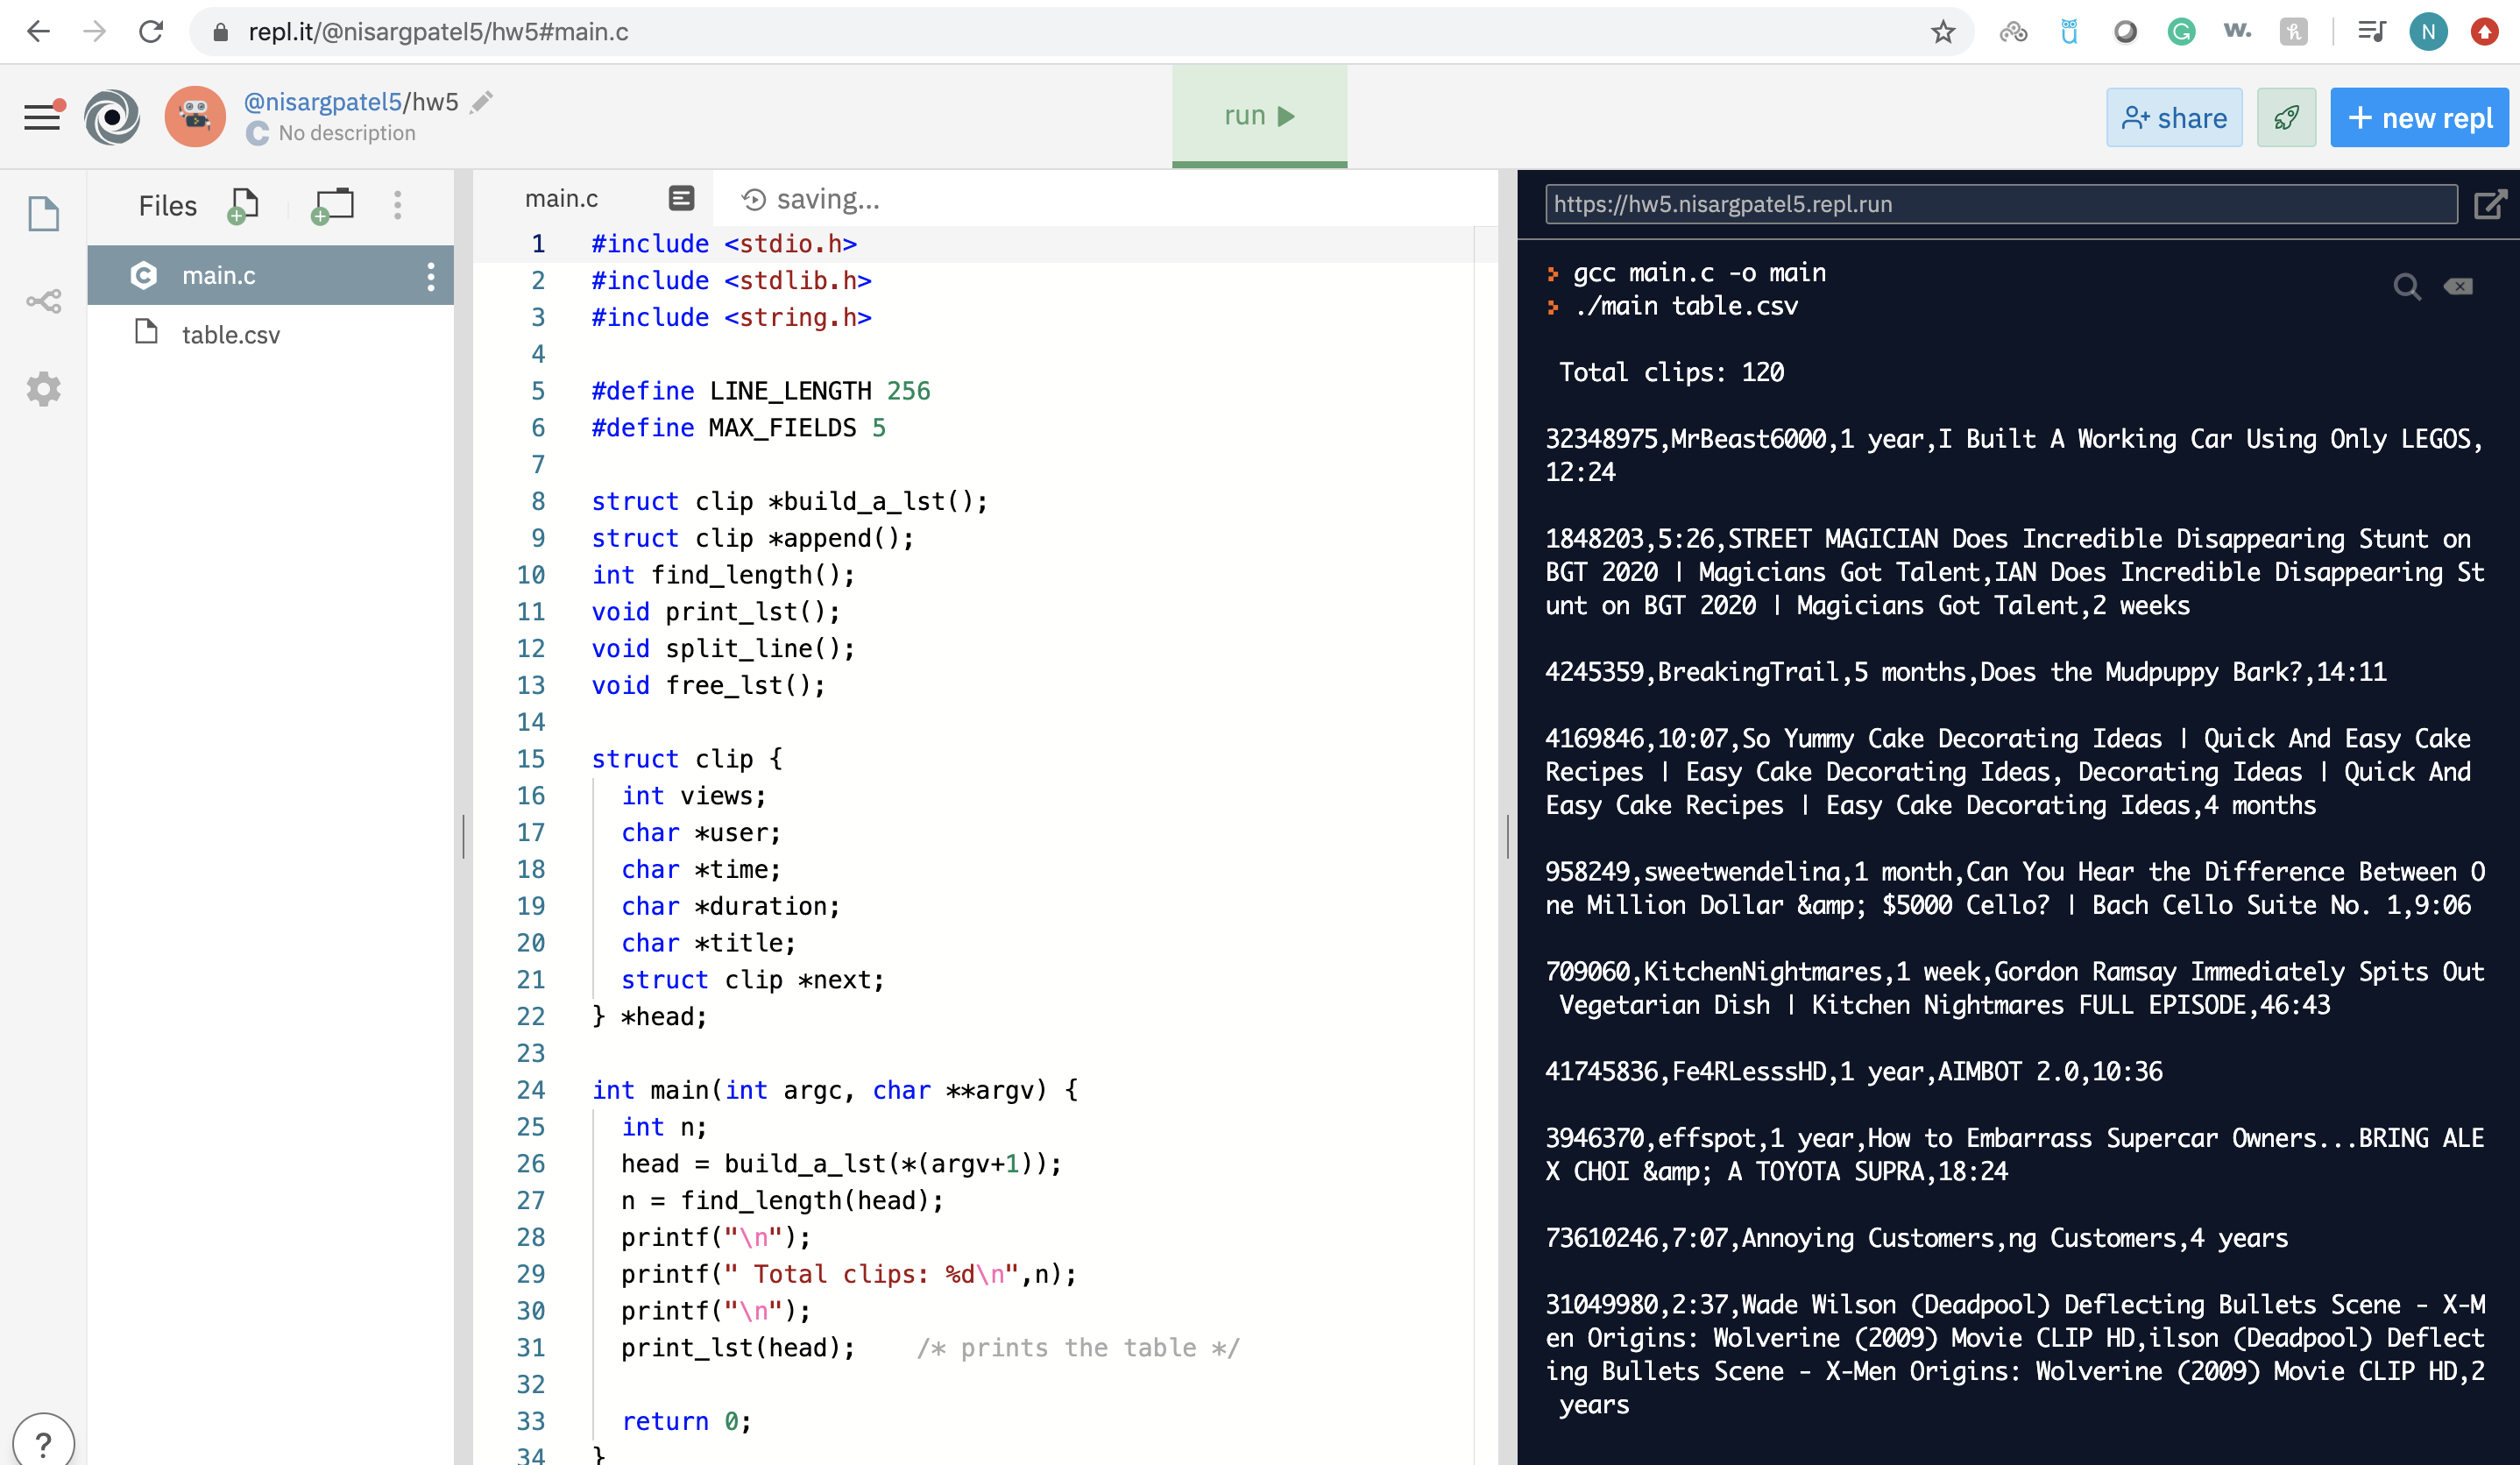 repl.it/@nisargpatel5/hw5#main.c
N
@nisargpatel5/hw5
C No description
run
share
+ new repl
Files
main.c
table.csv
main.c
saving...
1 #include <stdio.h>
2 #include <stdlib.h>
3 #include <string.h>
4
5 #define LINE_LENGTH 256
6 #define MAX_FIELDS 5
7
8 struct clip *build_a_lst();
9 struct clip *append();
10 int find_length();
11 void print_lst();
12 void split_line();
13 void free_lst();
14
15 struct clip {
16 int views;
17 char *user;
18 char *time;
19 char *duration;
20 char *title;
21 struct clip *next;
22 } *head;
23
24 int main(int argc, char **argv) {
25 int n;
26 head = build_a_lst(*(argv+1));
27 n = find_length(head);
28 printf("\n");
29 printf(" Total clips: %d\n",n);
30 printf("\n");
31 print_lst(head); /* prints the table */
32
33 return 0;
34 }
?
https://hw5.nisargpatel5.repl.run
gcc main.c -o main
./main table.csv
Total clips: 120
32348975,MrBeast6000,1 year,I Built A Working Car Using Only LEGOS,
12:24
1848203,5:26,STREET MAGICIAN Does Incredible Disappearing Stunt on
BGT 2020 | Magicians Got Talent,IAN Does Incredible Disappearing St
unt on BGT 2020 | Magicians Got Talent,2 weeks
4245359,BreakingTrail,5 months,Does the Mudpuppy Bark?,14:11
4169846,10:07,So Yummy Cake Decorating Ideas | Quick And Easy Cake
Recipes | Easy Cake Decorating Ideas, Decorating Ideas | Quick And
Easy Cake Recipes | Easy Cake Decorating Ideas,4 months
958249,sweetwendelina,1 month,Can You Hear the Difference Between O
ne Million Dollar &amp; $5000 Cello? | Bach Cello Suite No. 1,9:06
709060,KitchenNightmares,1 week,Gordon Ramsay Immediately Spits Out
Vegetarian Dish | Kitchen Nightmares FULL EPISODE,46:43
41745836,Fe4RLesssHD,1 year,AIMBOT 2.0,10:36
3946370,effspot,1 year,How to Embarrass Supercar Owners...BRING ALE
X CHOI &amp; A TOYOTA SUPRA,18:24
73610246,7:07,Annoying Customers,ng Customers,4 years
31049980,2:37,Wade Wilson (Deadpool) Deflecting Bullets Scene - X-M
en Origins: Wolverine (2009) Movie CLIP HD,ilson (Deadpool) Deflect
ing Bullets Scene - X-Men Origins: Wolverine (2009) Movie CLIP HD,2
years